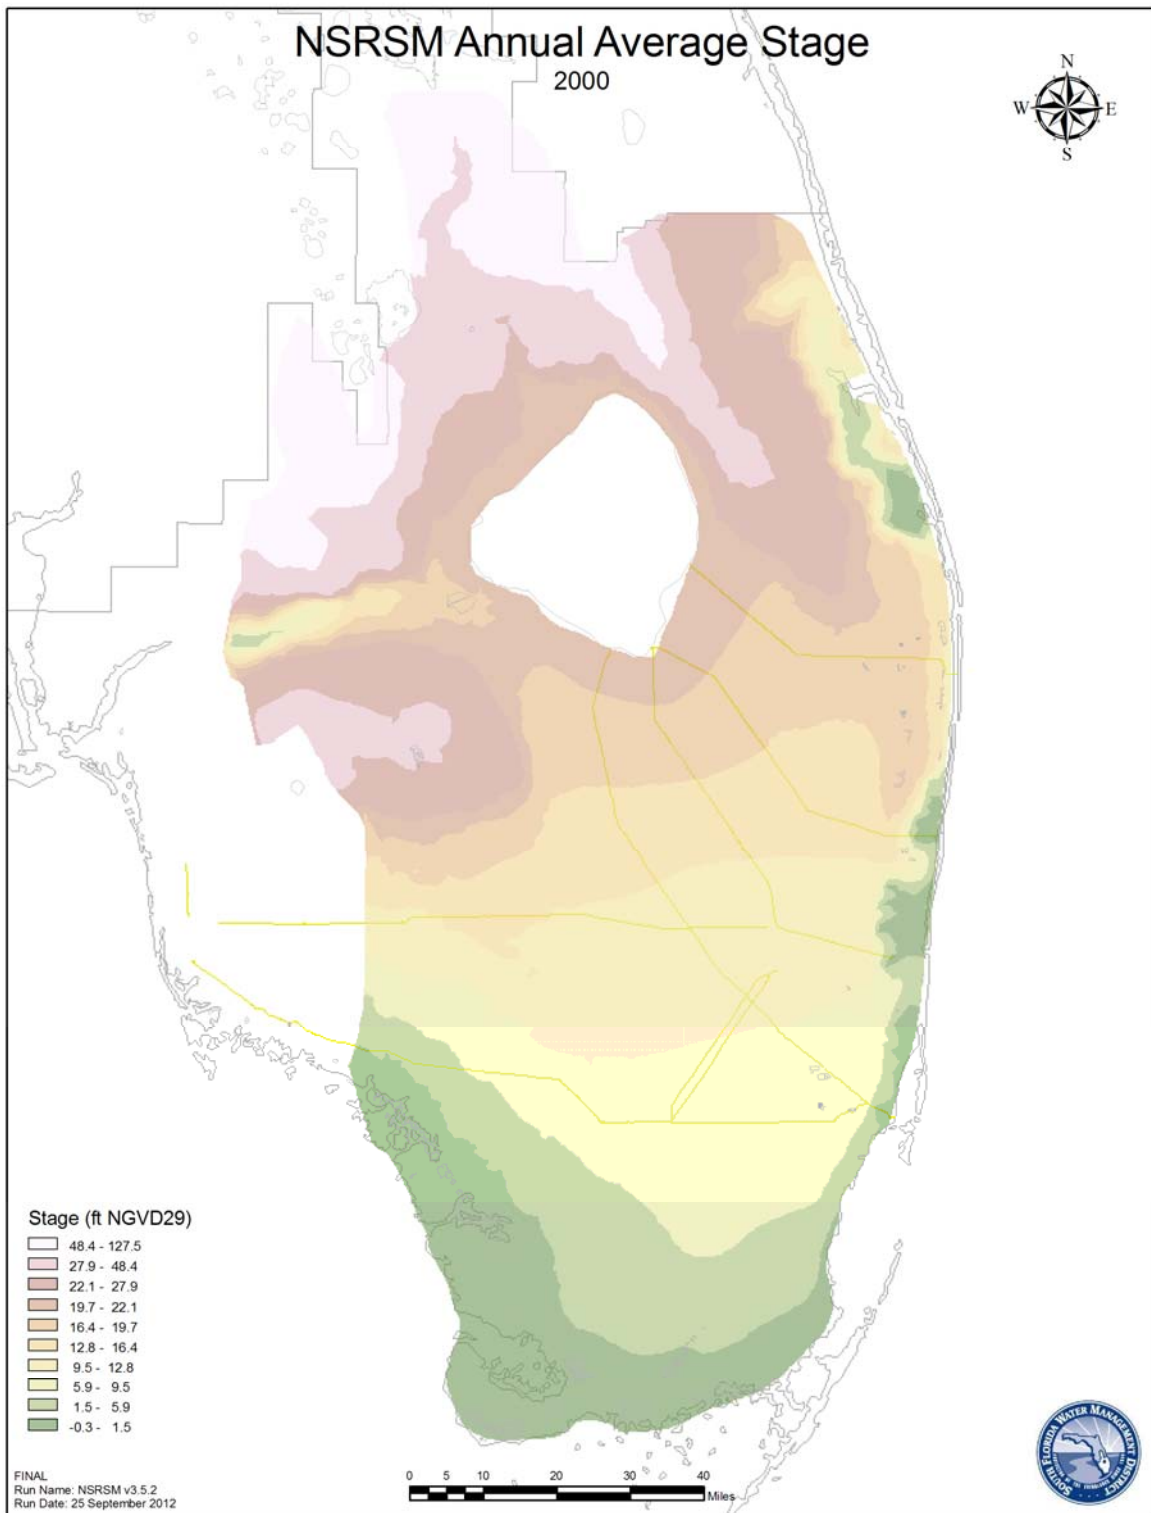 NSRSM Annual Average Stage
2000
N
W E
S
Stage (ft NGVD29)
48.4 - 127.5
27.9 - 48.4
22.1 - 27.9
19.7 - 22.1
16.4 - 19.7
12.8 - 16.4
9.5 - 12.8
5.9 - 9.5
1.5 - 5.9
-0.3 - 1.5
FINAL
Run Name: NSRSM v3.5.2
Run Date: 25 September 2012
0 5 10 20 30 40
Miles
SOUTH FLORIDA WATER MANAGEMENT DISTRICT